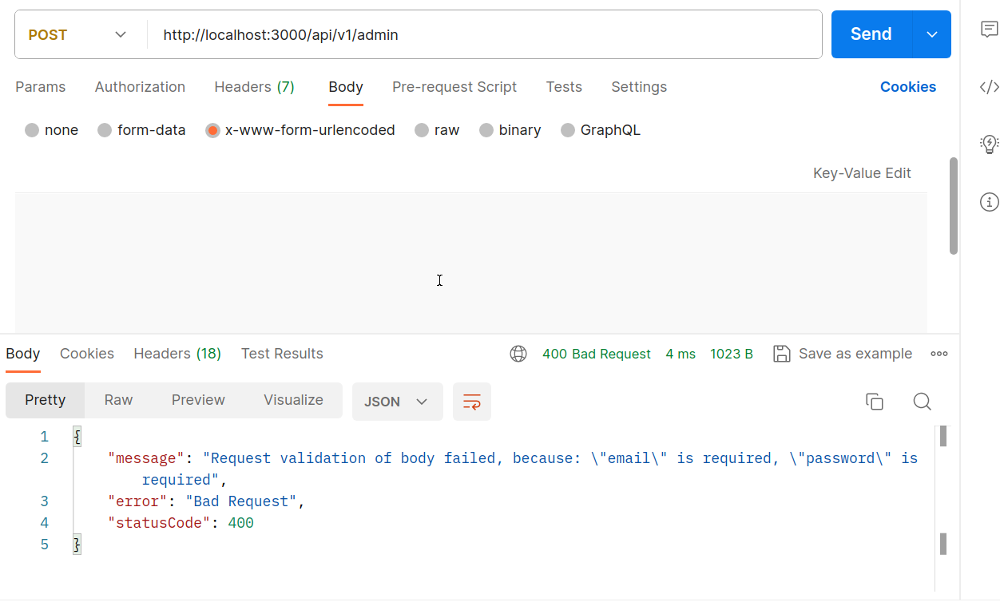 POST http://localhost:3000/api/v1/admin Send
Params Authorization Headers (7) Body Pre-request Script Tests Settings Cookies
none form-data x-www-form-urlencoded raw binary GraphQL
Key-Value Edit
Body Cookies Headers (18) Test Results 400 Bad Request 4 ms 1023 B Save as example
Pretty Raw Preview Visualize JSON
1 {
2 "message": "Request validation of body failed, because: \"email\" is required, \"password\" is
required",
3 "error": "Bad Request",
4 "statusCode": 400
5 }